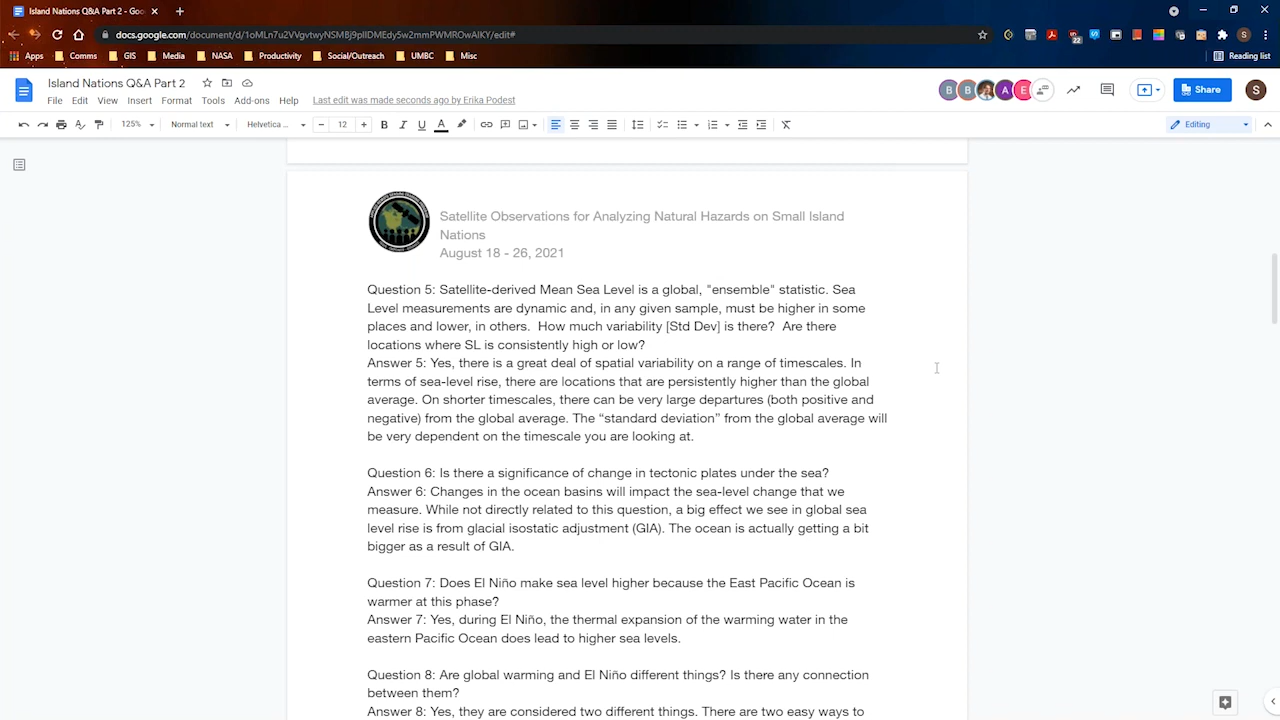 Island Nations Q&A Part 2 - Goo
docs.google.com/document/d/1oMLn7u2VVgvtwyNSMBj9pIIDMEdy5w2mmPWMROwAIKY/edit#
Apps Comms GIS Media NASA Productivity Social/Outreach UMBC Misc Reading list
Island Nations Q&A Part 2
File Edit View Insert Format Tools Add-ons Help Last edit was made seconds ago by Erika Podest
B B A E Share S
125% Normal text Helvetica ... 12 B I U A Editing
Satellite Observations for Analyzing Natural Hazards on Small Island
Nations
August 18 - 26, 2021
Question 5: Satellite-derived Mean Sea Level is a global, "ensemble" statistic. Sea
Level measurements are dynamic and, in any given sample, must be higher in some
places and lower, in others.  How much variability [Std Dev] is there?  Are there
locations where SL is consistently high or low?
Answer 5: Yes, there is a great deal of spatial variability on a range of timescales. In
terms of sea-level rise, there are locations that are persistently higher than the global
average. On shorter timescales, there can be very large departures (both positive and
negative) from the global average. The “standard deviation” from the global average will
be very dependent on the timescale you are looking at.
Question 6: Is there a significance of change in tectonic plates under the sea?
Answer 6: Changes in the ocean basins will impact the sea-level change that we
measure. While not directly related to this question, a big effect we see in global sea
level rise is from glacial isostatic adjustment (GIA). The ocean is actually getting a bit
bigger as a result of GIA.
Question 7: Does El Niño make sea level higher because the East Pacific Ocean is
warmer at this phase?
Answer 7: Yes, during El Niño, the thermal expansion of the warming water in the
eastern Pacific Ocean does lead to higher sea levels.
Question 8: Are global warming and El Niño different things? Is there any connection
between them?
Answer 8: Yes, they are considered two different things. There are two easy ways to